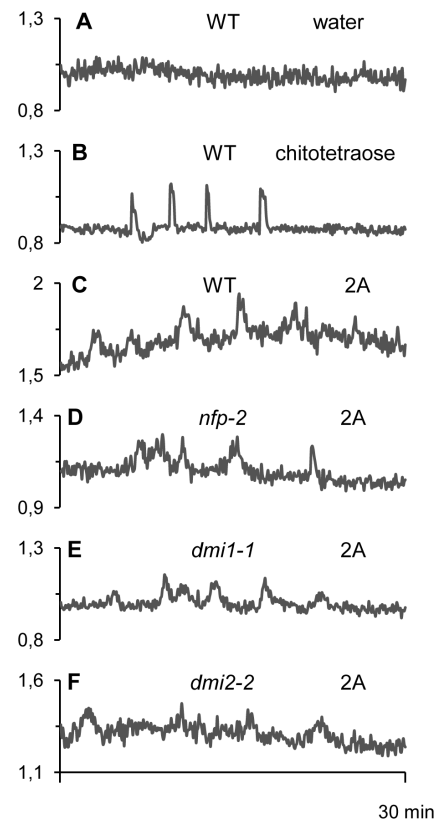 1,3 A WT water
0,8
1,3 B WT chitotetraose
0,8
2 C WT 2A
1,5
1,4 D nfp-2 2A
0,9
1,3 E dmi1-1 2A
0,8
1,6 F dmi2-2 2A
1,1
30 min